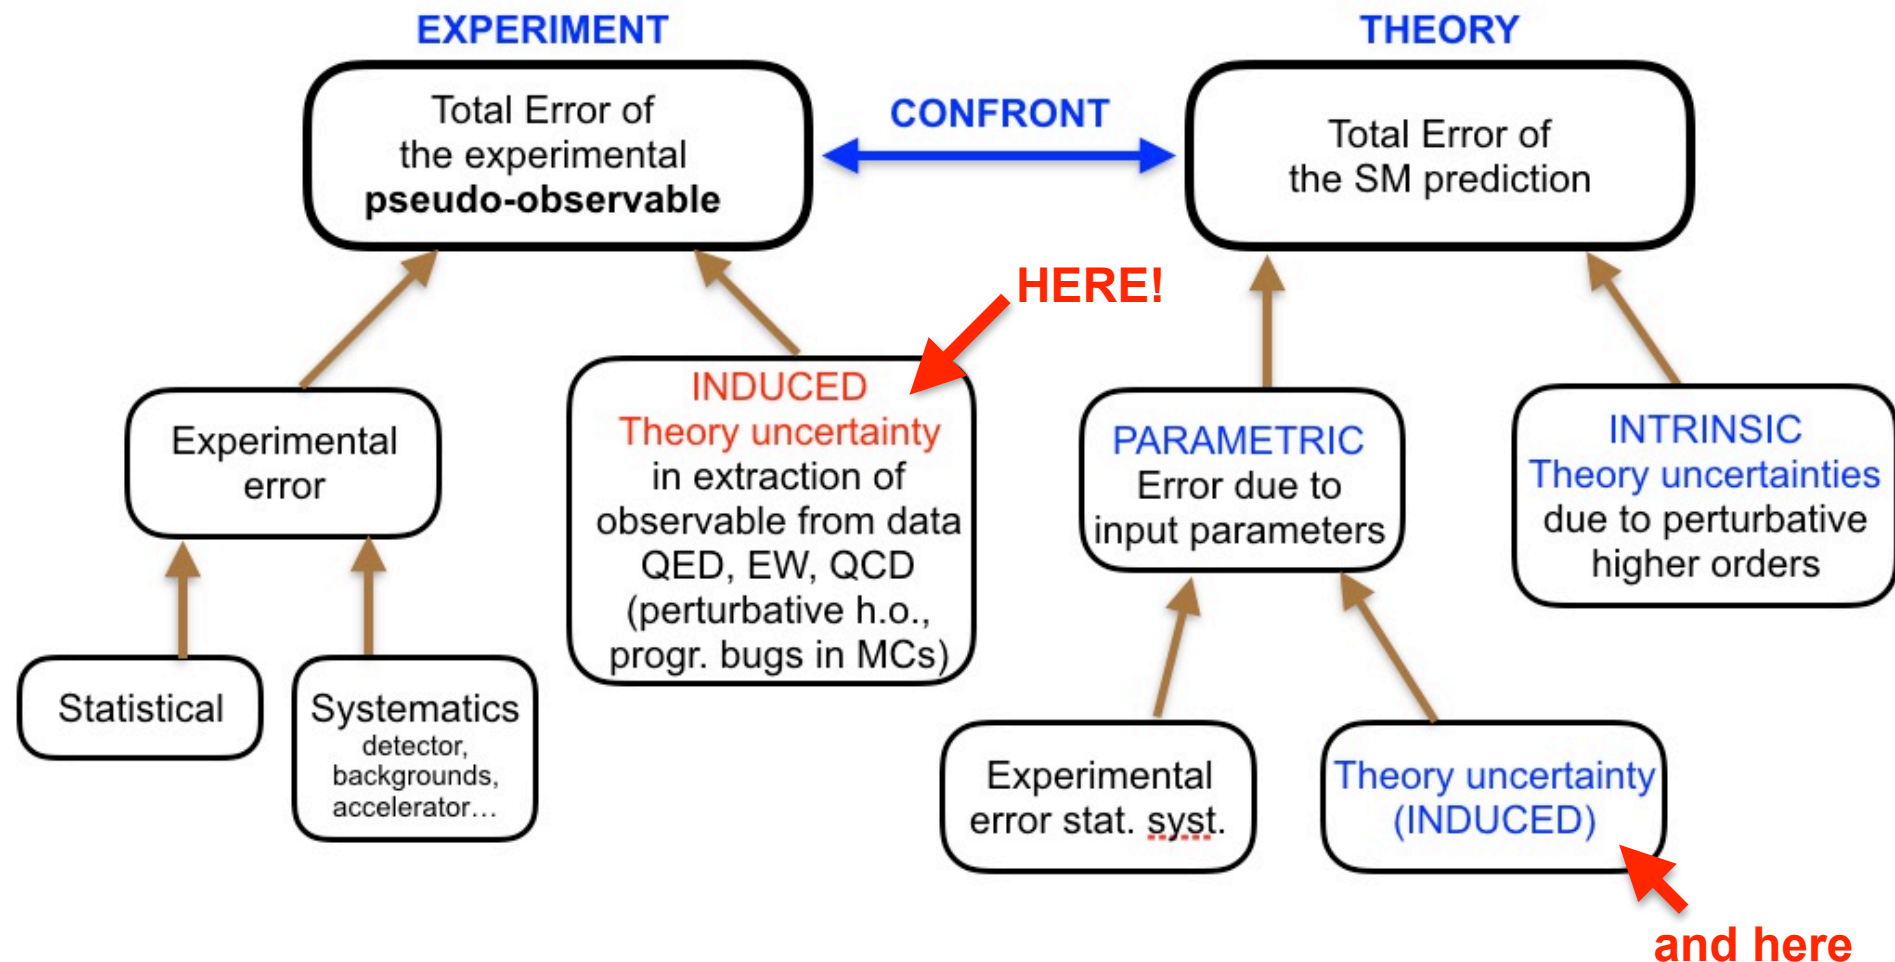 EXPERIMENT
THEORY
Total Error of
the experimental
pseudo-observable
CONFRONT
Total Error of
the SM prediction
HERE!
Experimental
error
INDUCED
Theory uncertainty
in extraction of
observable from data
QED, EW, QCD
(perturbative h.o.,
progr. bugs in MCs)
PARAMETRIC
Error due to
input parameters
INTRINSIC
Theory uncertainties
due to perturbative
higher orders
Statistical
Systematics
detector,
backgrounds,
accelerator…
Experimental
error stat. syst.
Theory uncertainty
(INDUCED)
and here